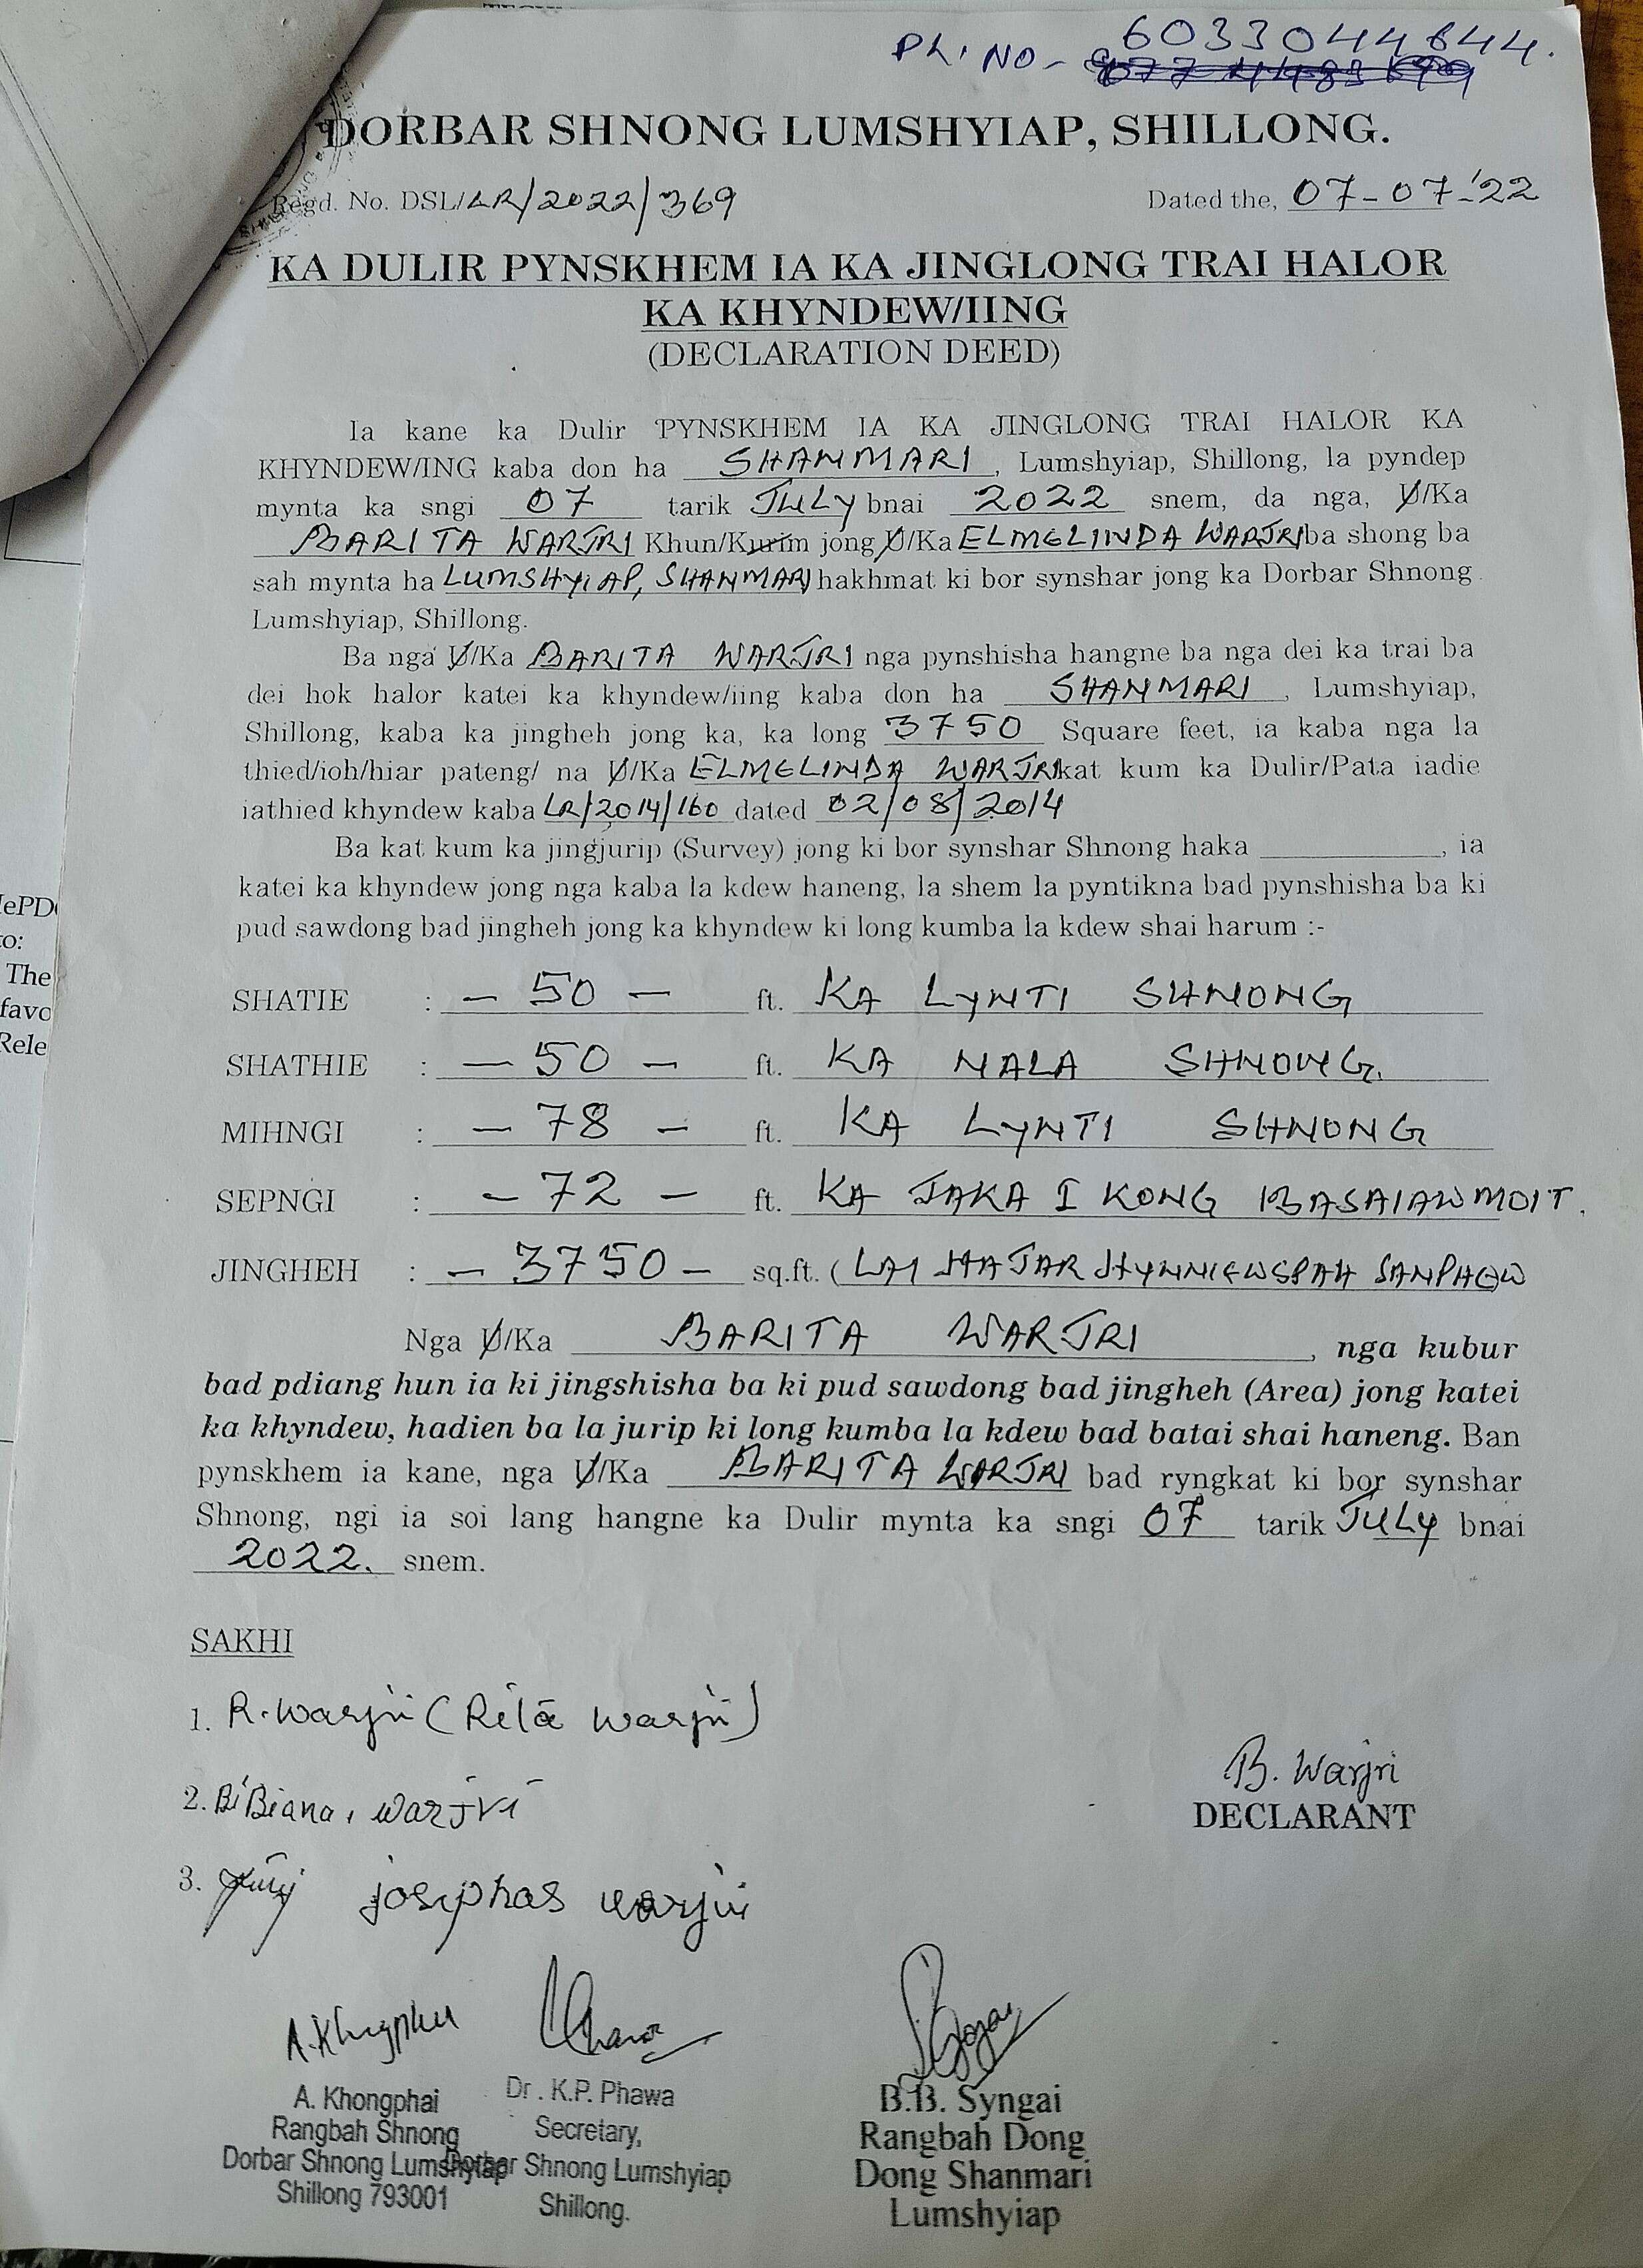 Ph. NO - 6033044644.
DORBAR SHNONG LUMSHYIAP, SHILLONG.
Regd. No. DSL/LR/2022/369
Dated the, 07-07-'22
KA DULIR PYNSKHEM IA KA JINGLONG TRAI HALOR
KA KHYNDEW/IING
(DECLARATION DEED)
Ia kane ka Dulir PYNSKHEM IA KA JINGLONG TRAI HALOR KA
KHYNDEW/ING kaba don ha SHANMARI, Lumshyiap, Shillong, la pyndep
mynta ka sngi 07 tarik JULY bnai 2022 snem, da nga, U/Ka
BARITA WARJRI Khun/Kurim jong U/Ka ELMELINDA WARJRI ba shong ba
sah mynta ha LUMSHYIAP, SHANMARI hakhmat ki bor synshar jong ka Dorbar Shnong
Lumshyiap, Shillong.
Ba nga U/Ka BARITA WARJRI nga pynshisha hangne ba nga dei ka trai ba
dei hok halor katei ka khyndew/iing kaba don ha SHANMARI, Lumshyiap,
Shillong, kaba ka jingheh jong ka, ka long 3750 Square feet, ia kaba nga la
thied/ioh/hiar pateng/ na U/Ka ELMELINDA WARJRI kat kum ka Dulir/Pata iadie
iathied khyndew kaba LR/2014/160 dated 02/08/2014
Ba kat kum ka jingjurip (Survey) jong ki bor synshar Shnong haka ________, ia
katei ka khyndew jong nga kaba la kdew haneng, la shem la pyntikna bad pynshisha ba ki
pud sawdong bad jingheh jong ka khyndew ki long kumba la kdew shai harum :-
SHATIE : - 50 - ft. KA LYNTI SHNONG
SHATHIE : - 50 - ft. KA NALA SHNONG.
MIHNGI : - 78 - ft. KA LYNTI SHNONG
SEPNGI : - 72 - ft. KA JAKA I KONG BASAIAWMOIT.
JINGHEH : - 3750 - sq.ft. (LAI HAJAR HYNNIEWSPAH SANPHEW
Nga U/Ka BARITA WARJRI, nga kubur
bad pdiang hun ia ki jingshisha ba ki pud sawdong bad jingheh (Area) jong katei
ka khyndew, hadien ba la jurip ki long kumba la kdew bad batai shai haneng. Ban
pynskhem ia kane, nga U/Ka BARITA WARJRI bad ryngkat ki bor synshar
Shnong, ngi ia soi lang hangne ka Dulir mynta ka sngi 07 tarik JULY bnai
2022. snem.
SAKHI
1. R. Warjri (Rita Warjri)
2. BiBiana, warjri
B. Warjri
DECLARANT
3. josiphas warjri
A. Khongphai
Rangbah Shnong
Dorbar Shnong Lumshyiap
Shillong 793001
Dr. K.P. Phawa
Secretary,
Dorbar Shnong Lumshyiap
Shillong.
B.B. Syngai
Rangbah Dong
Dong Shanmari
Lumshyiap
to:
The
favo
Rele